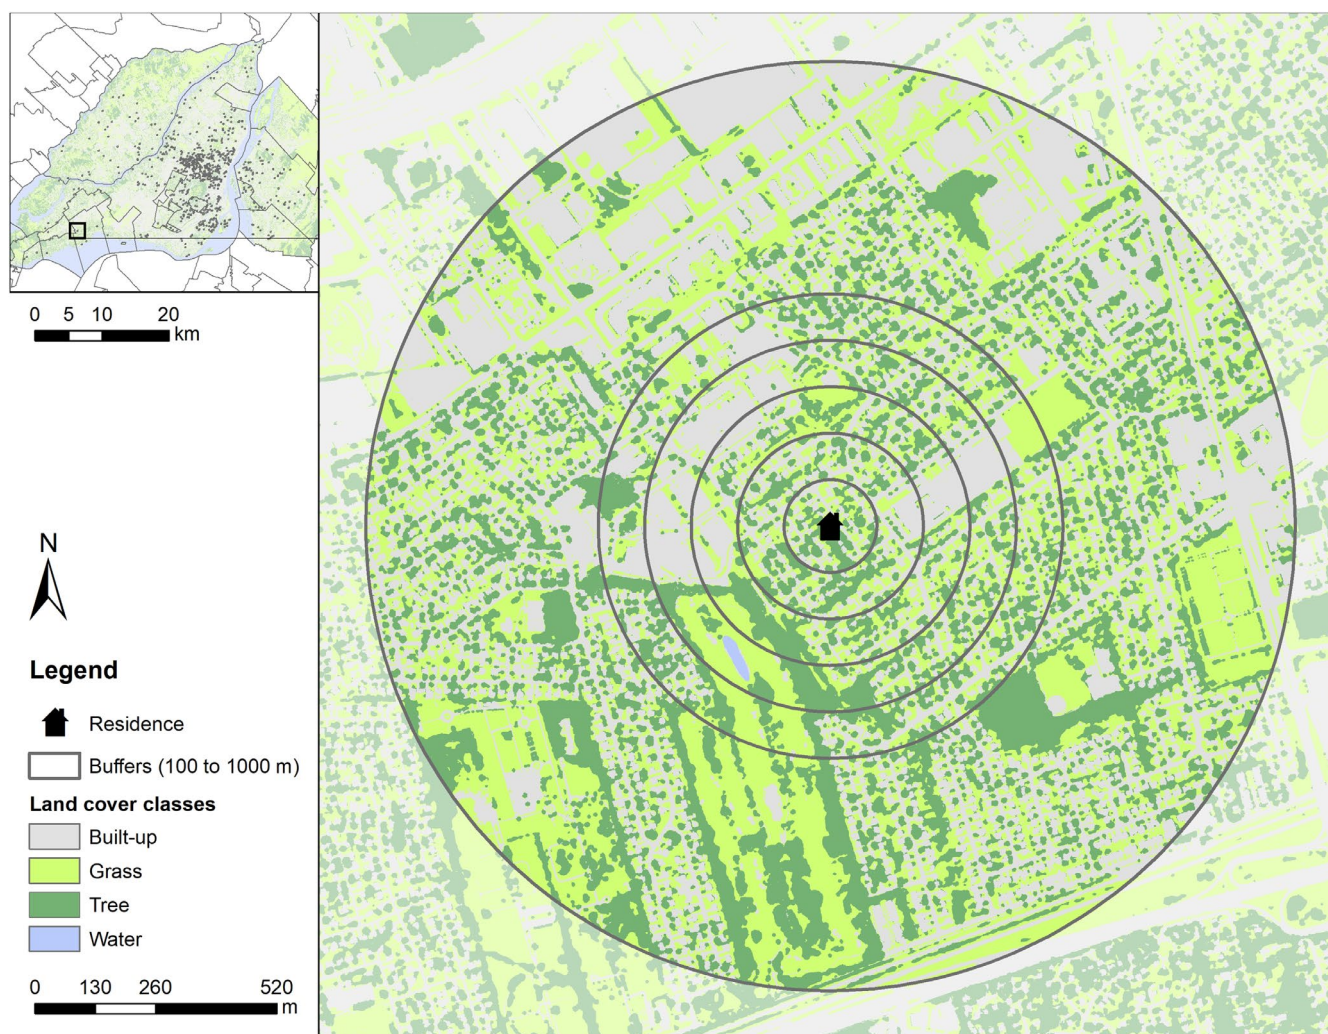 0 5 10 20
km
N
Legend
Residence
Buffers (100 to 1000 m)
Land cover classes
Built-up
Grass
Tree
Water
0 130 260 520
m